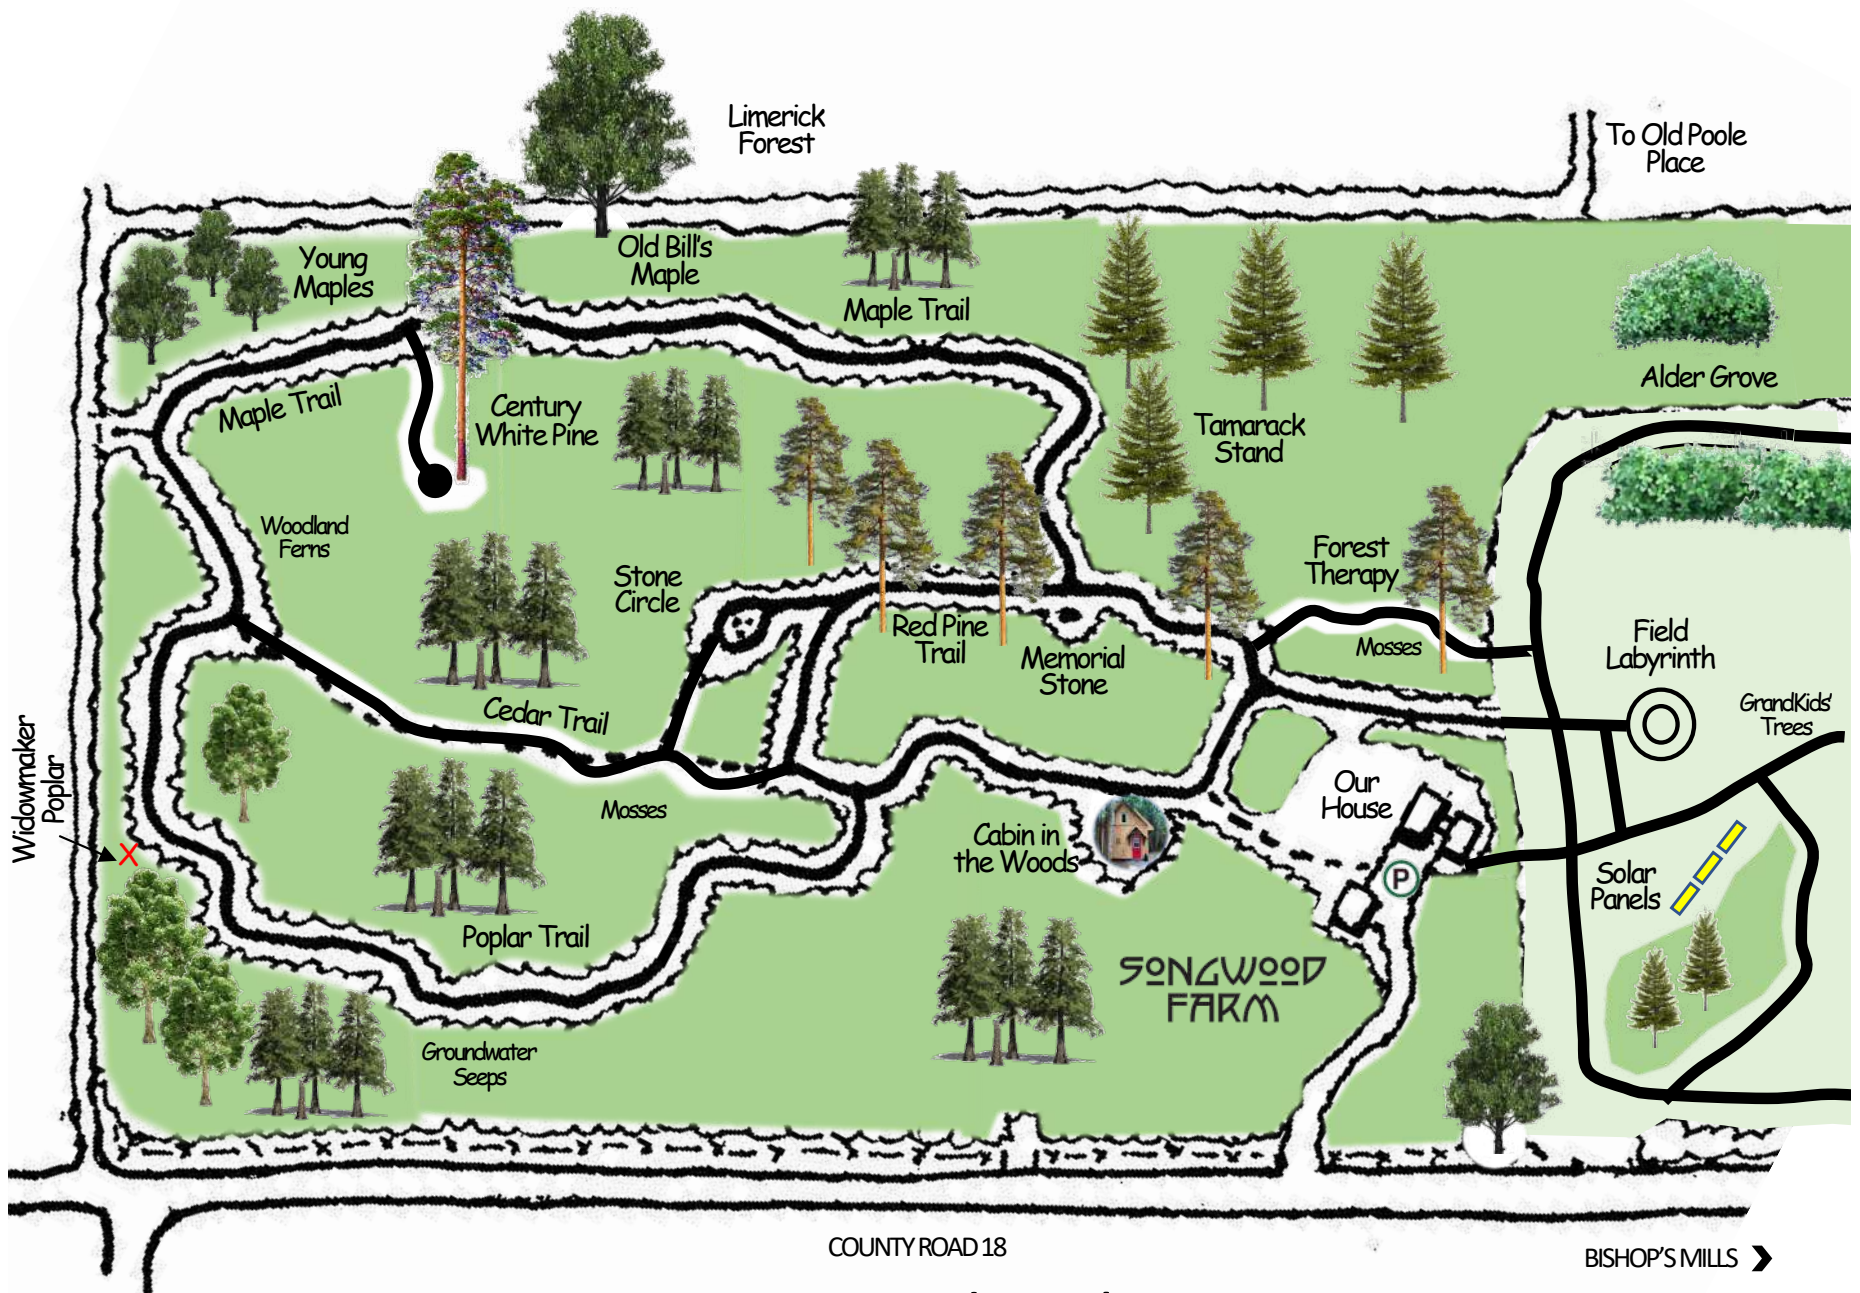 Limerick
Forest
To Old Poole
Place
Young
Maples
Old Bill's
Maple
Maple Trail
Alder Grove
Maple Trail
Century
White Pine
Tamarack
Stand
Woodland
Ferns
Stone
Circle
Forest
Therapy
Red Pine
Trail
Memorial
Stone
Mosses
Field
Labyrinth
GrandKids'
Trees
Cedar Trail
Widowmaker
Poplar
X
Mosses
Our
House
Cabin in
the Woods
P
Solar
Panels
Poplar Trail
SONGWOOD
FARM
Groundwater
Seeps
COUNTY ROAD 18
BISHOP'S MILLS